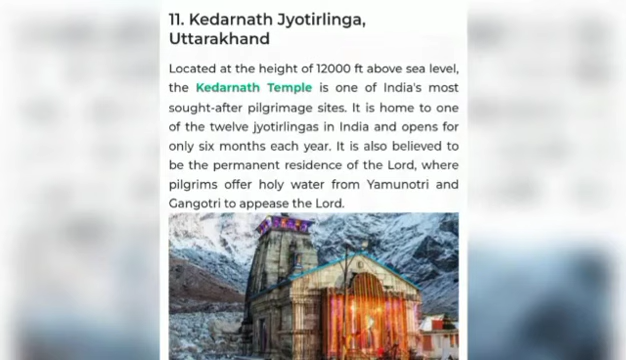 11. Kedarnath Jyotirlinga,
Uttarakhand
Located at the height of 12000 ft above sea level,
the Kedarnath Temple is one of India's most
sought-after pilgrimage sites. It is home to one
of the twelve jyotirlingas in India and opens for
only six months each year. It is also believed to
be the permanent residence of the Lord, where
pilgrims offer holy water from Yamunotri and
Gangotri to appease the Lord.